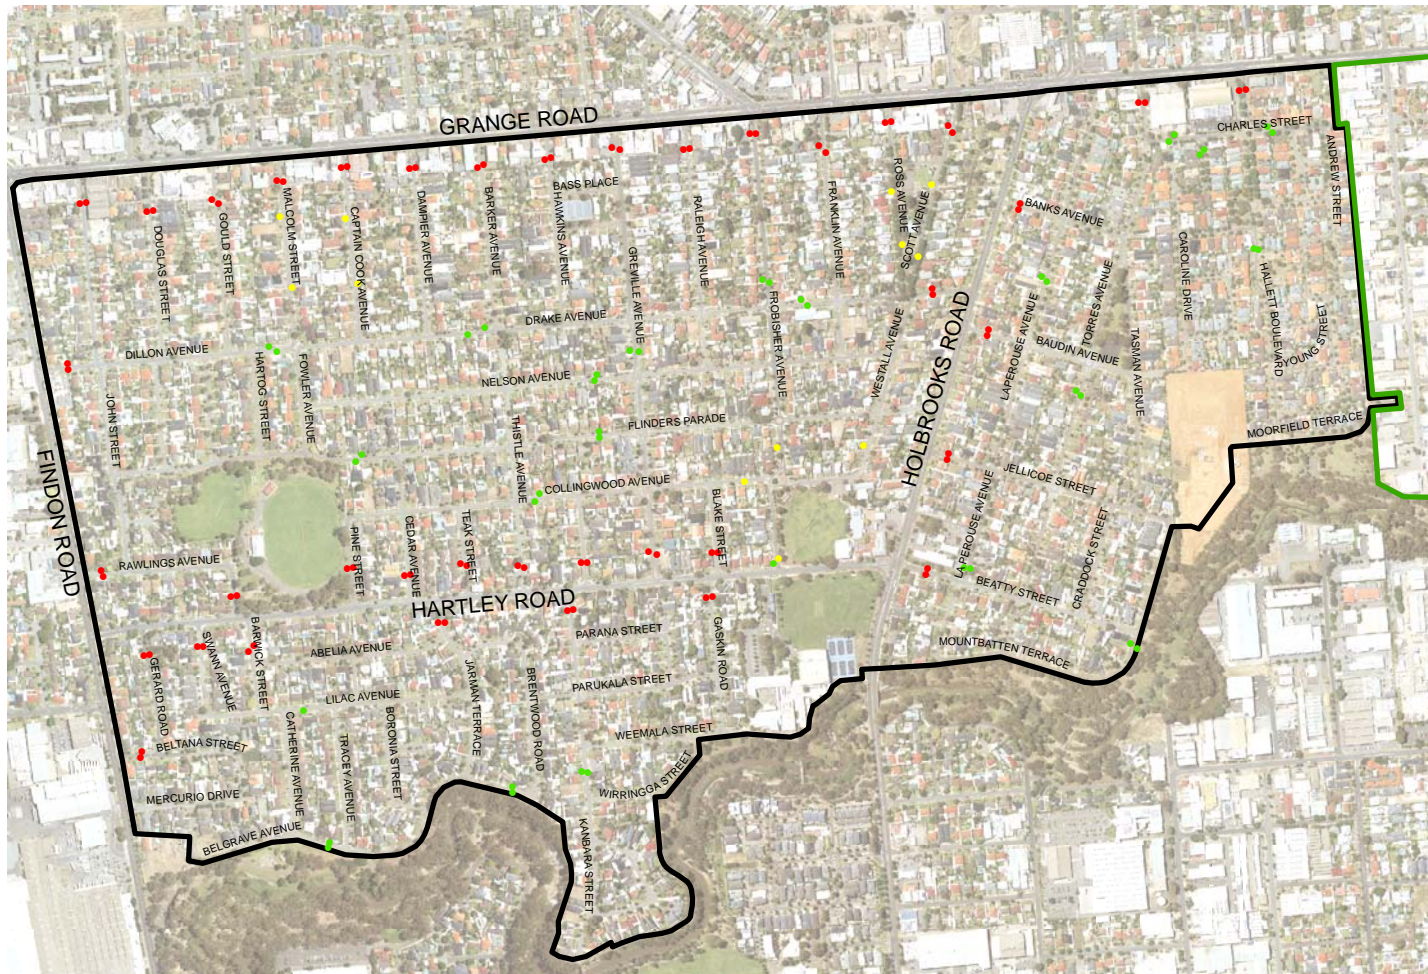 GRANGE ROAD
CHARLES STREET
ANDREW STREET
BASS PLACE
MALCOLM STREET
GOULD STREET
DOUGLAS STREET
CAPTAIN COOK AVENUE
DAMPIER AVENUE
BARKER AVENUE
HAWKINS AVENUE
RALEIGH AVENUE
FRANKLIN AVENUE
ROSS AVENUE
SCOTT AVENUE
BANKS AVENUE
CAROLINE DRIVE
HALLETT BOULEVARD
YOUNG STREET
TORRES AVENUE
TASMAN AVENUE
LAPEROUSE AVENUE
BAUDIN AVENUE
GREVILLE AVENUE
FROBISHER AVENUE
WESTALL AVENUE
HOLBROOKS ROAD
DRAKE AVENUE
DILLON AVENUE
HARTOG STREET
FOWLER AVENUE
NELSON AVENUE
JOHN STREET
THISTLE AVENUE
FLINDERS PARADE
MOORFIELD TERRACE
FINDON ROAD
COLLINGWOOD AVENUE
BLAKE STREET
JELLICOE STREET
LA PEROUSE AVENUE
CRADDOCK STREET
BEATTY STREET
RAWLINGS AVENUE
PINE STREET
CEDAR AVENUE
TEAK STREET
HARTLEY ROAD
PARANA STREET
GASKIN ROAD
MOUNTBATTEN TERRACE
BARWICK STREET
SWANN AVENUE
GERARD ROAD
ABELIA AVENUE
LILAC AVENUE
JARMAN TERRACE
BRENTWOOD ROAD
PARUKALA STREET
WEEMALA STREET
WIRRINGGA STREET
BELTANA STREET
MERCURIO DRIVE
CATHERINE AVENUE
TRACEY AVENUE
BORONIA STREET
BELGRAVE AVENUE
KANBARA STREET